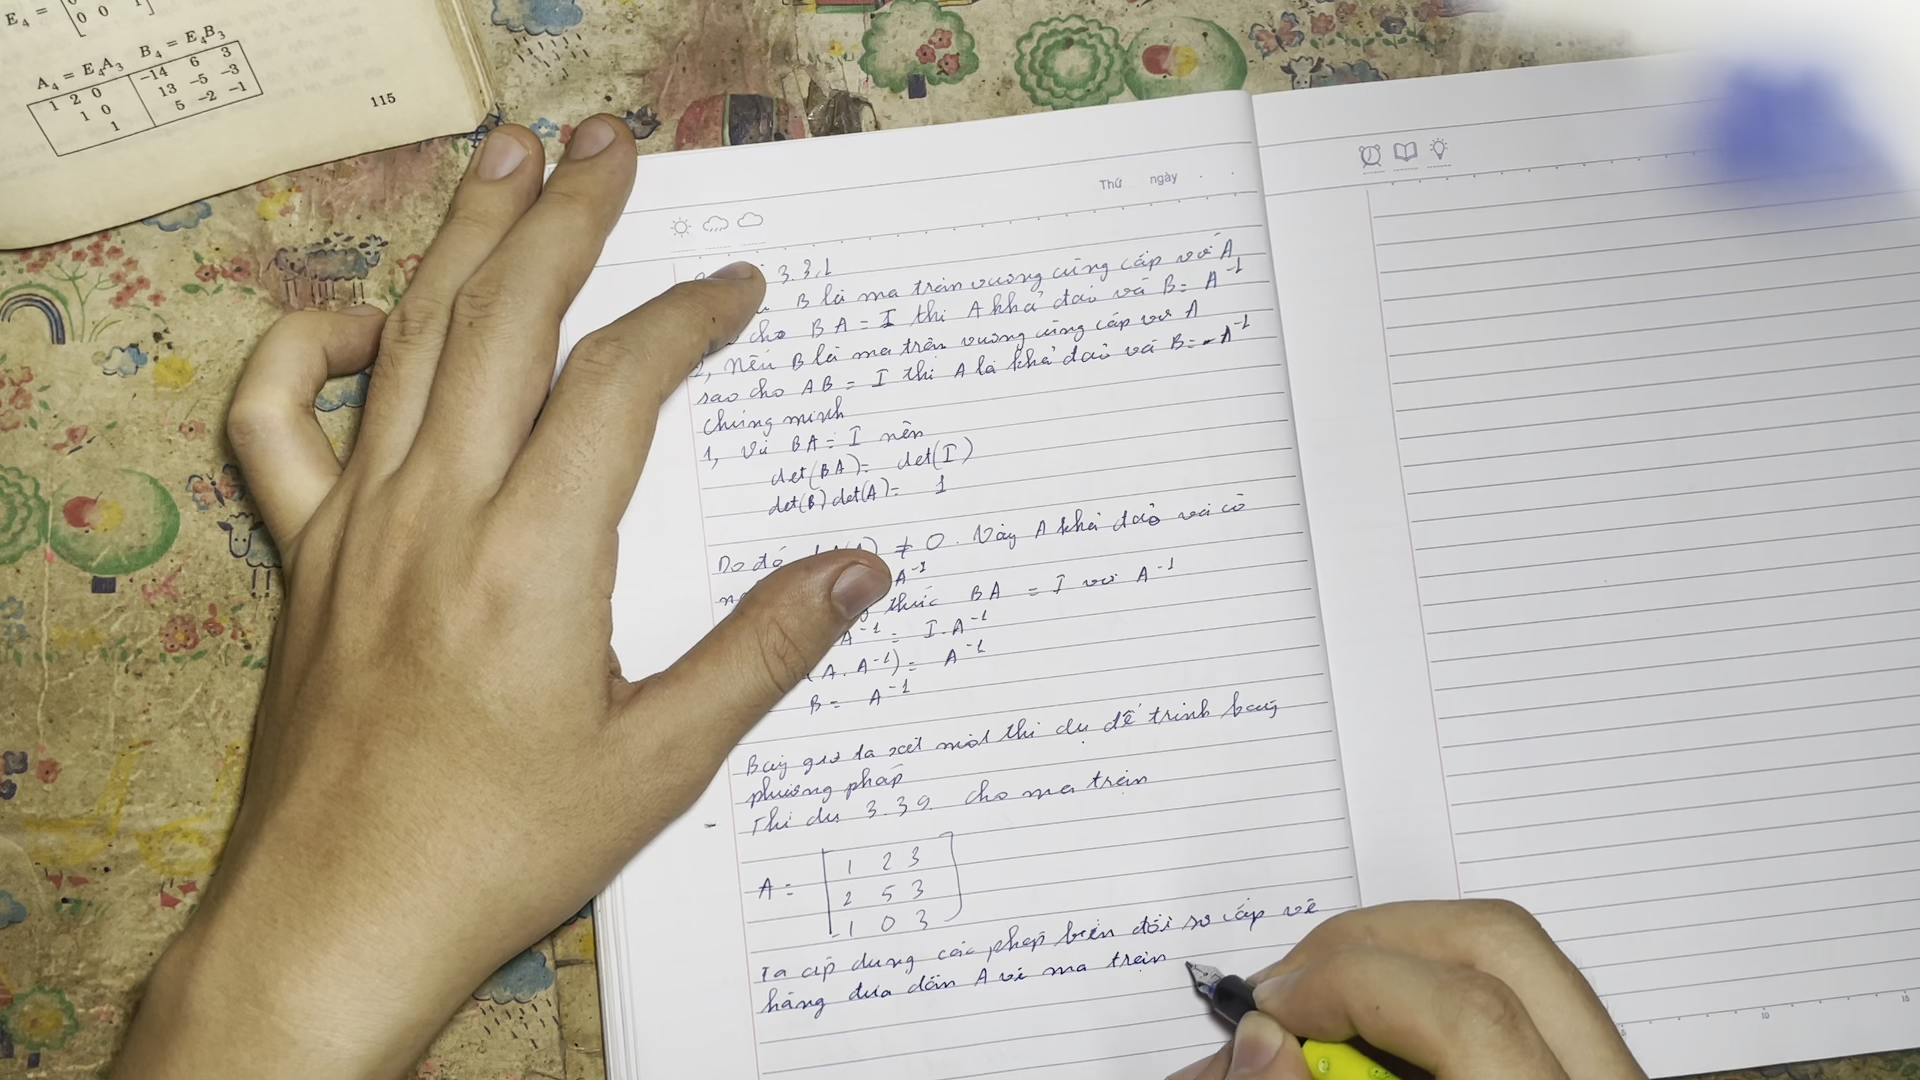 E₄ =
0 0 1
A₄ = E₄A₃ B₄ = E₄B₃
1 2 0 -14 6 3
1 0 13 -5 -3
1 5 -2 -1
115
Thứ ngày
3.3.1
B là ma trận vuông cùng cấp với A
cho BA = I thì A khả đảo và B = A⁻¹
2, Nếu B là ma trận vuông cùng cấp với A
sao cho AB = I thì A là khả đảo và B = A⁻¹
chứng minh
1, Vì BA = I nên
det(BA) = det(I)
det(B) det(A) = 1
Do đó ≠ 0. Vậy A khả đảo và có
A⁻¹
thức BA = I với A⁻¹
A⁻¹ = I.A⁻¹
(A.A⁻¹) = A⁻¹
B = A⁻¹
Bây giờ ta xét một thí dụ để trình bày
phương pháp
Thí dụ 3.39. Cho ma trận
1 2 3
A = 2 5 3
-1 0 3
Ta áp dụng các phép biến đổi sơ cấp về
hàng đưa dần A về ma trận
10
15